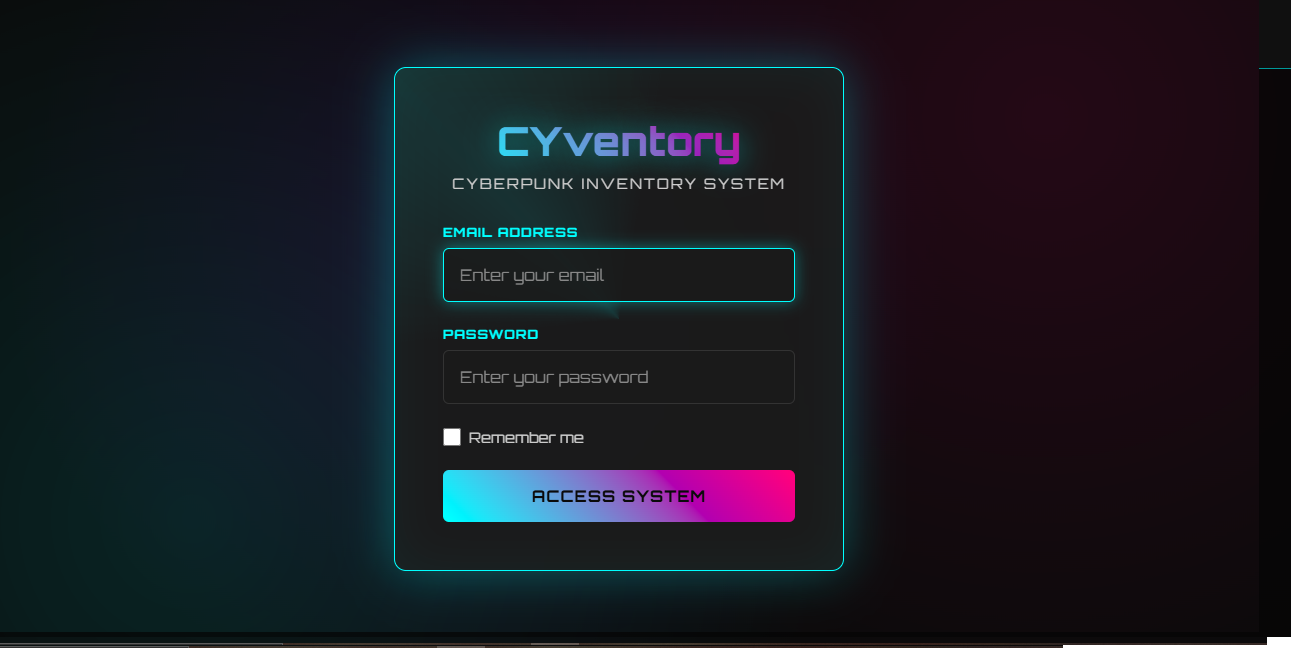 CYventory
CYBERPUNK INVENTORY SYSTEM
EMAIL ADDRESS
Enter your email
PASSWORD
Enter your password
Remember me
ACCESS SYSTEM